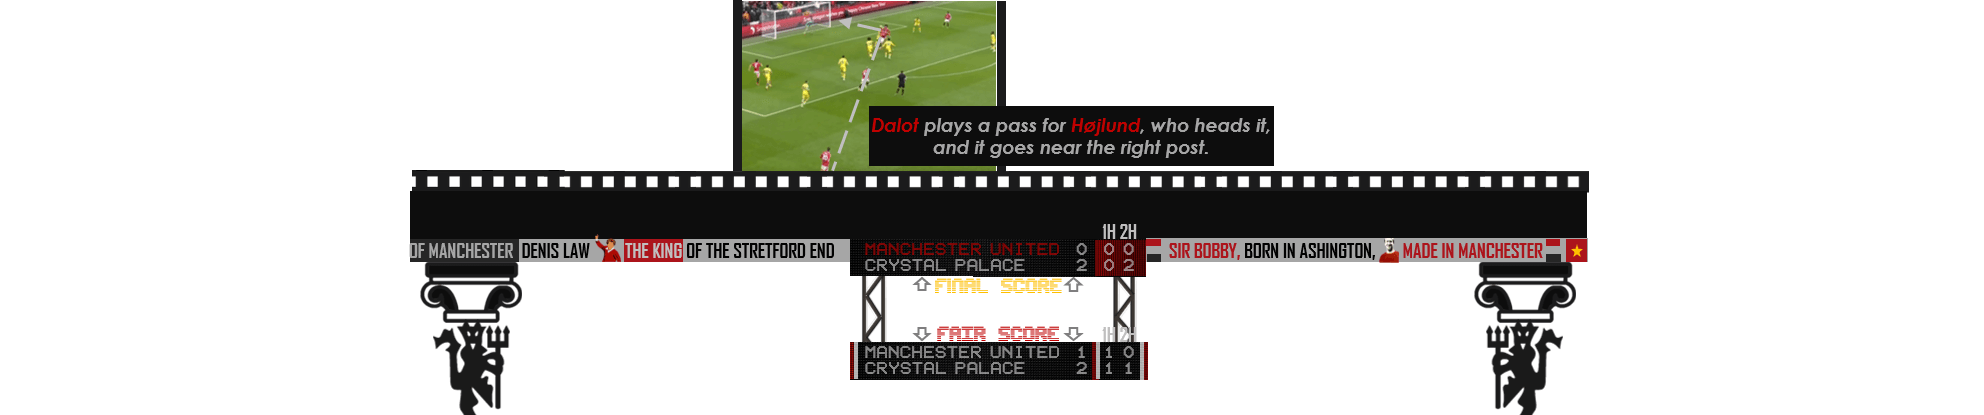 Dalot plays a pass for Højlund, who heads it,
and it goes near the right post.
1H 2H
OF MANCHESTER DENIS LAW THE KING OF THE STRETFORD END
MANCHESTER UNITED 0 0 0
CRYSTAL PALACE 2 0 2
SIR BOBBY, BORN IN ASHINGTON, MADE IN MANCHESTER
FINAL SCORE
FAIR SCORE 1H 2H
MANCHESTER UNITED 1 1 0
CRYSTAL PALACE 2 1 1